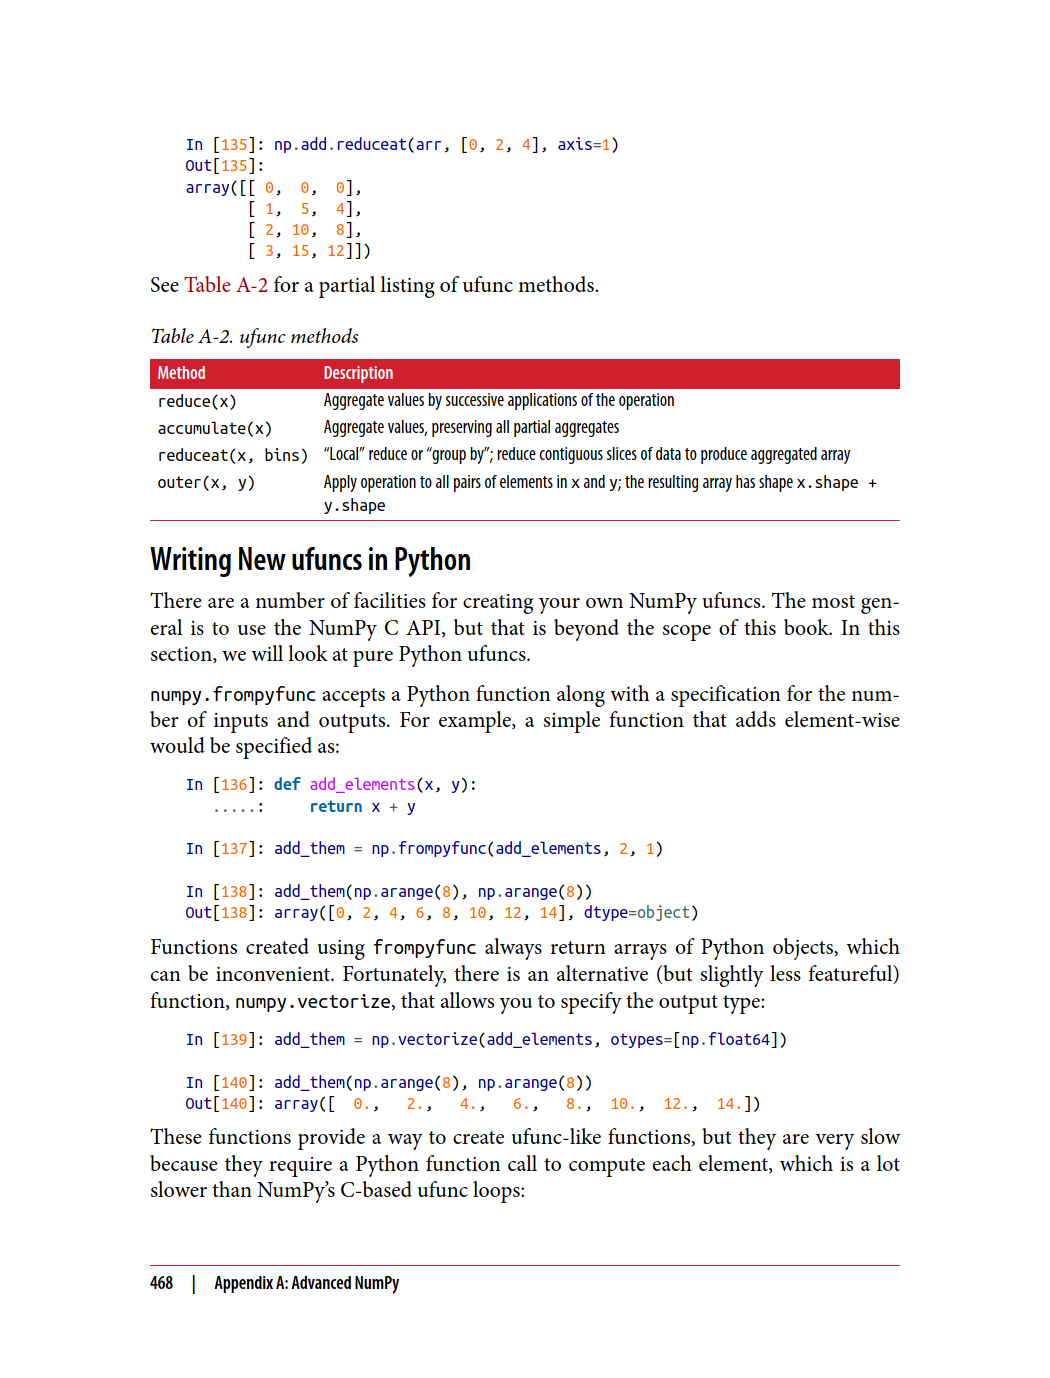 In [135]: np.add.reduceat(arr, [0, 2, 4], axis=1)
Out[135]:
array([[ 0,  0,  0],
       [ 1,  5,  4],
       [ 2, 10,  8],
       [ 3, 15, 12]])
See Table A-2 for a partial listing of ufunc methods.
Table A-2. ufunc methods
Method Description
reduce(x) Aggregate values by successive applications of the operation
accumulate(x) Aggregate values, preserving all partial aggregates
reduceat(x, bins) “Local” reduce or “group by”; reduce contiguous slices of data to produce aggregated array
outer(x, y) Apply operation to all pairs of elements in x and y; the resulting array has shape x.shape +
y.shape
Writing New ufuncs in Python
There are a number of facilities for creating your own NumPy ufuncs. The most gen-
eral is to use the NumPy C API, but that is beyond the scope of this book. In this
section, we will look at pure Python ufuncs.
numpy.frompyfunc accepts a Python function along with a specification for the num-
ber of inputs and outputs. For example, a simple function that adds element-wise
would be specified as:
In [136]: def add_elements(x, y):
   .....:     return x + y
In [137]: add_them = np.frompyfunc(add_elements, 2, 1)
In [138]: add_them(np.arange(8), np.arange(8))
Out[138]: array([0, 2, 4, 6, 8, 10, 12, 14], dtype=object)
Functions created using frompyfunc always return arrays of Python objects, which
can be inconvenient. Fortunately, there is an alternative (but slightly less featureful)
function, numpy.vectorize, that allows you to specify the output type:
In [139]: add_them = np.vectorize(add_elements, otypes=[np.float64])
In [140]: add_them(np.arange(8), np.arange(8))
Out[140]: array([  0.,   2.,   4.,   6.,   8.,  10.,  12.,  14.])
These functions provide a way to create ufunc-like functions, but they are very slow
because they require a Python function call to compute each element, which is a lot
slower than NumPy’s C-based ufunc loops:
468 | Appendix A: Advanced NumPy